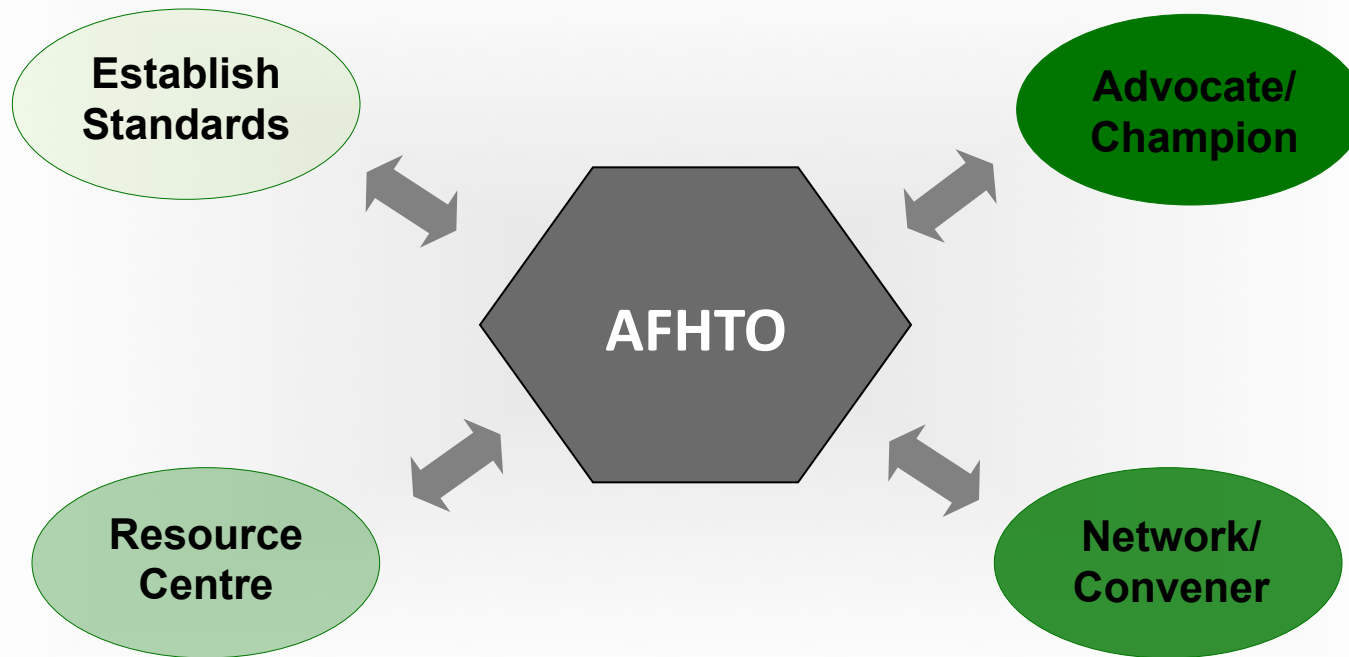 Establish
Standards
Advocate/
Champion
AFHTO
Resource
Centre
Network/
Convener